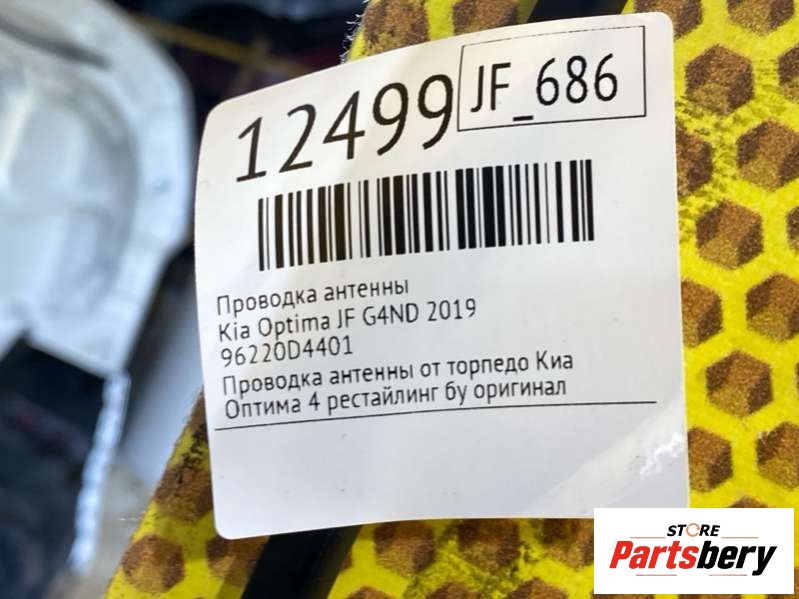 12499
JF_686
Проводка антенны
Kia Optima JF G4ND 2019
96220D4401
Проводка антенны от торпедо Киа
Оптима 4 рестайлинг бу оригинал
STORE
Partsbery